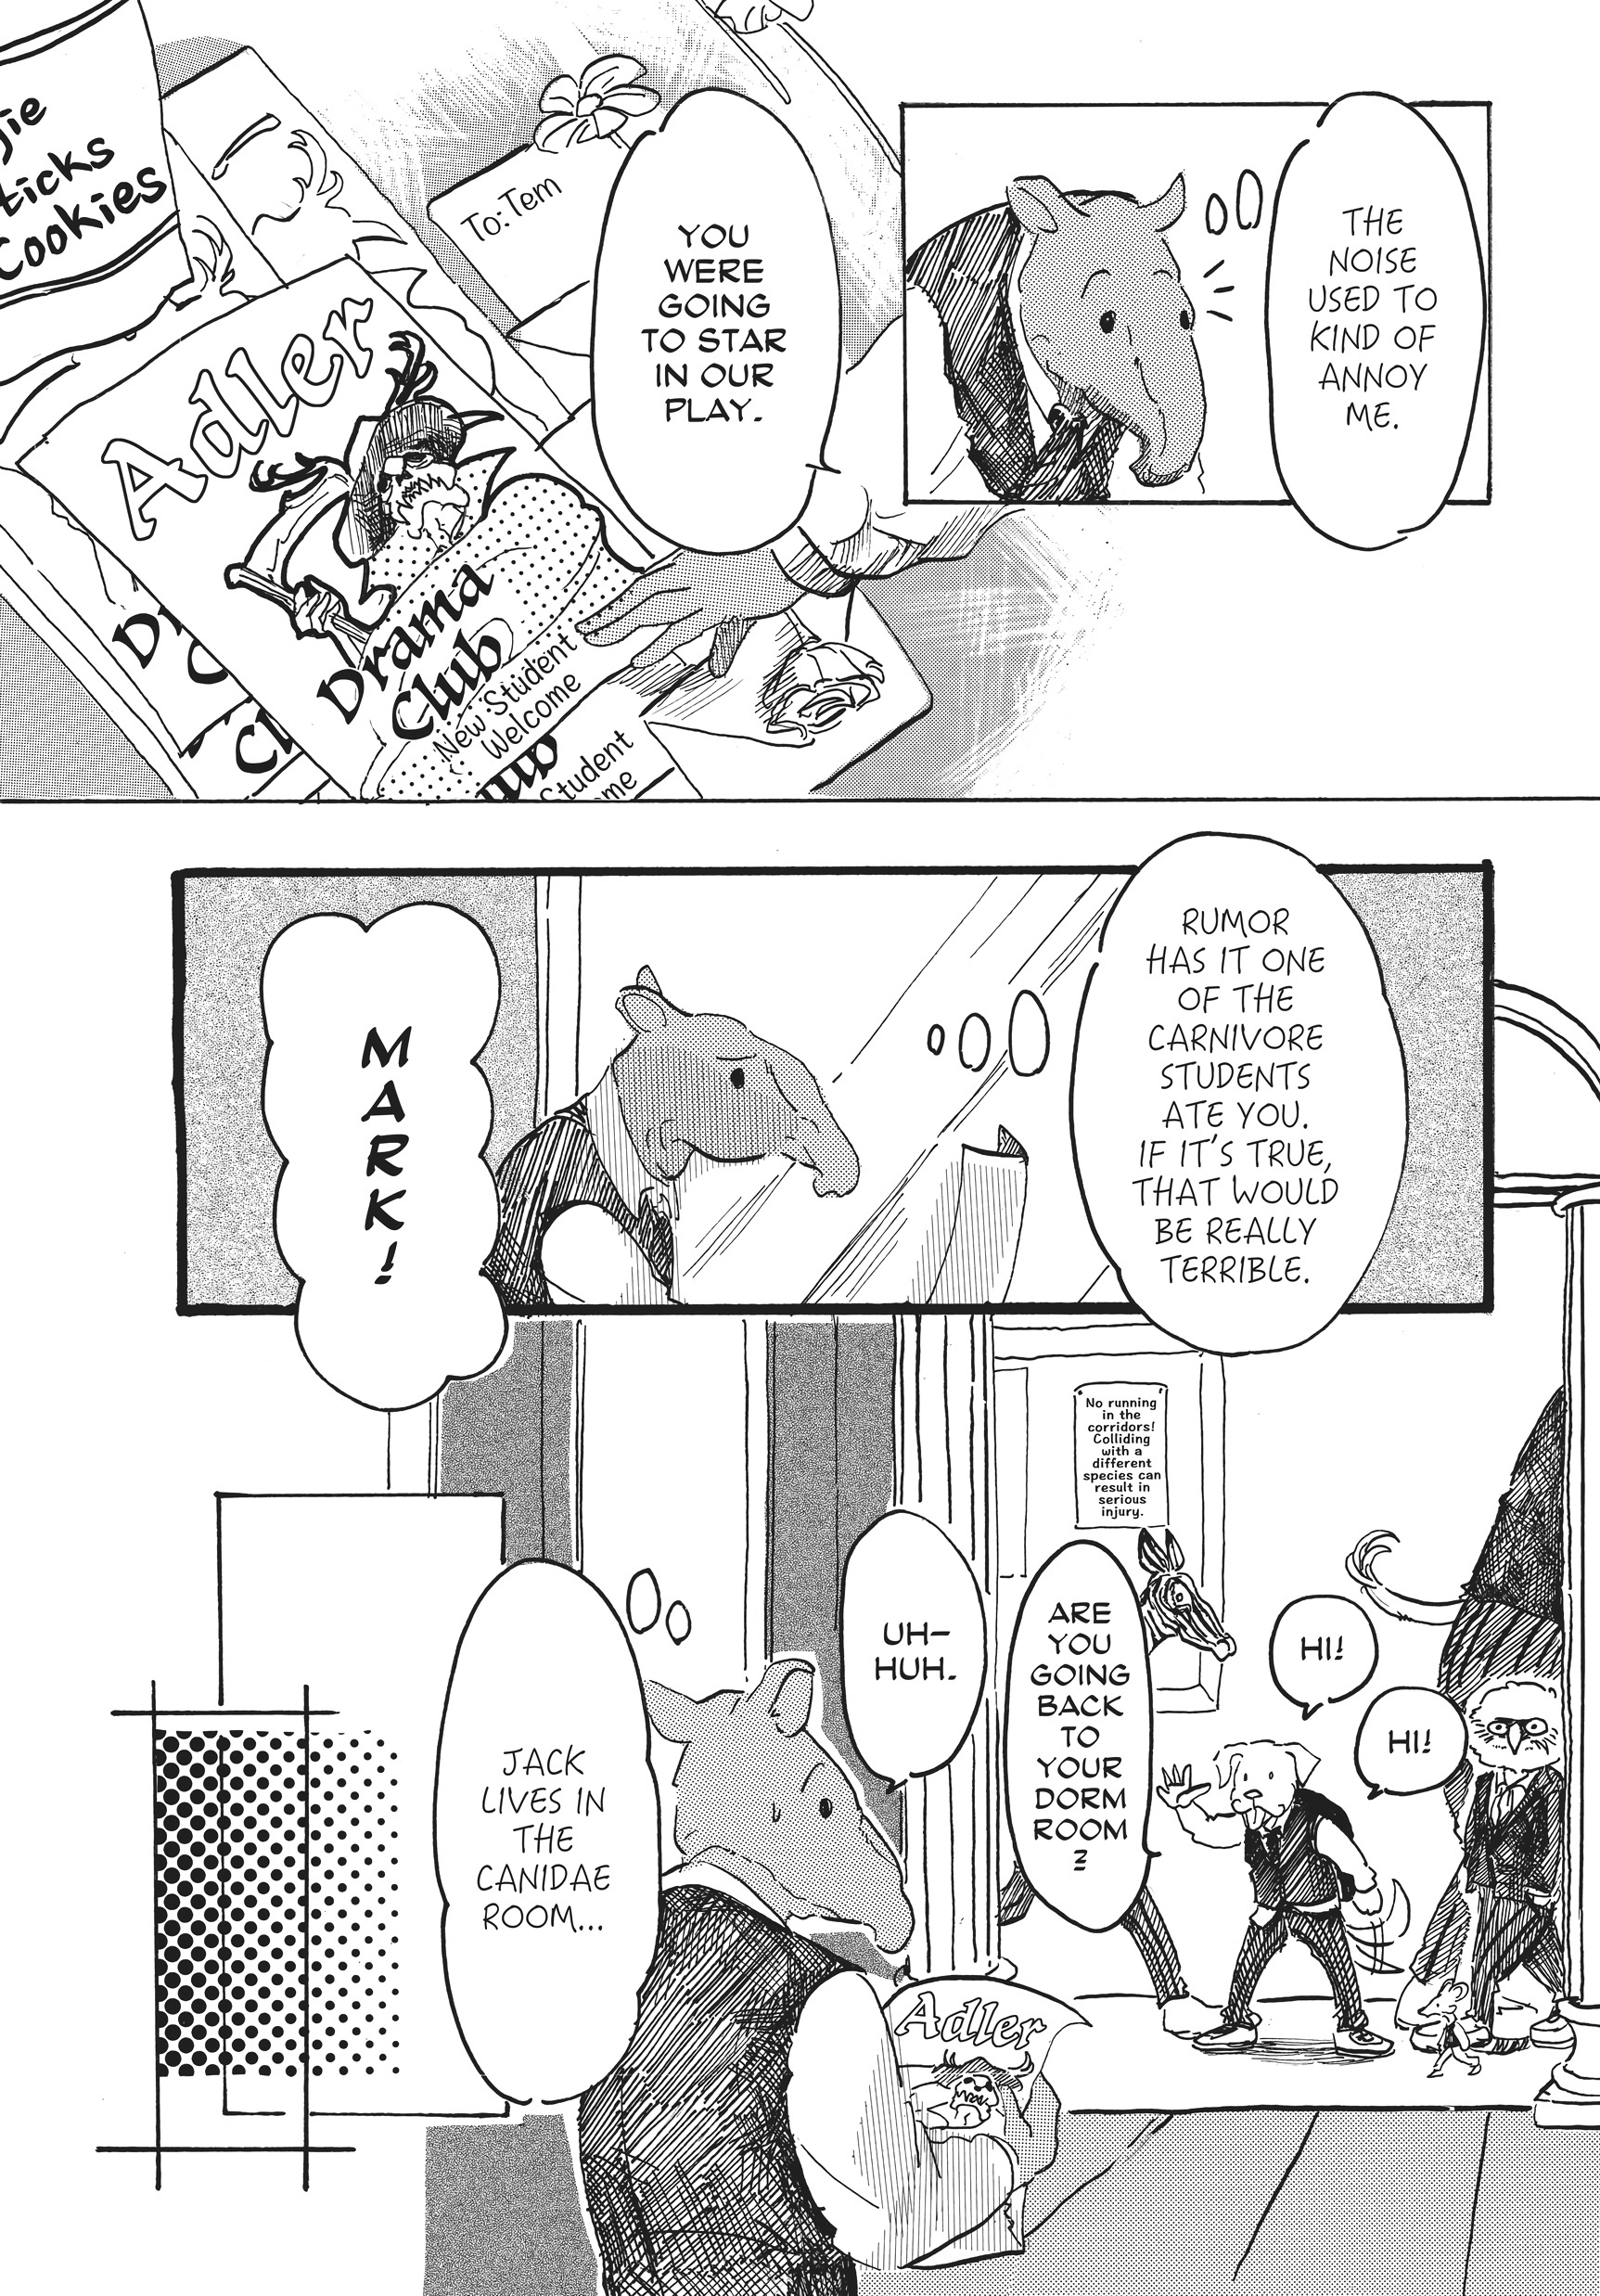 THE
NOISE
USED TO
KIND OF
ANNOY
ME.
YOU
WERE
GOING
TO STAR
IN OUR
PLAY.
To: Tem
Sticks
Cookies
Adler
Drama
Club
New Student
Welcome
Student
RUMOR
HAS IT ONE
OF THE
CARNIVORE
STUDENTS
ATE YOU.
IF IT'S TRUE,
THAT WOULD
BE REALLY
TERRIBLE.
MARK!
No running
in the
corridors!
Colliding
with a
different
species can
result in
serious
injury.
HI!
HI!
ARE
YOU
GOING
BACK
TO
YOUR
DORM
ROOM
?
UH-
HUH.
JACK
LIVES IN
THE
CANIDAE
ROOM...
Adler